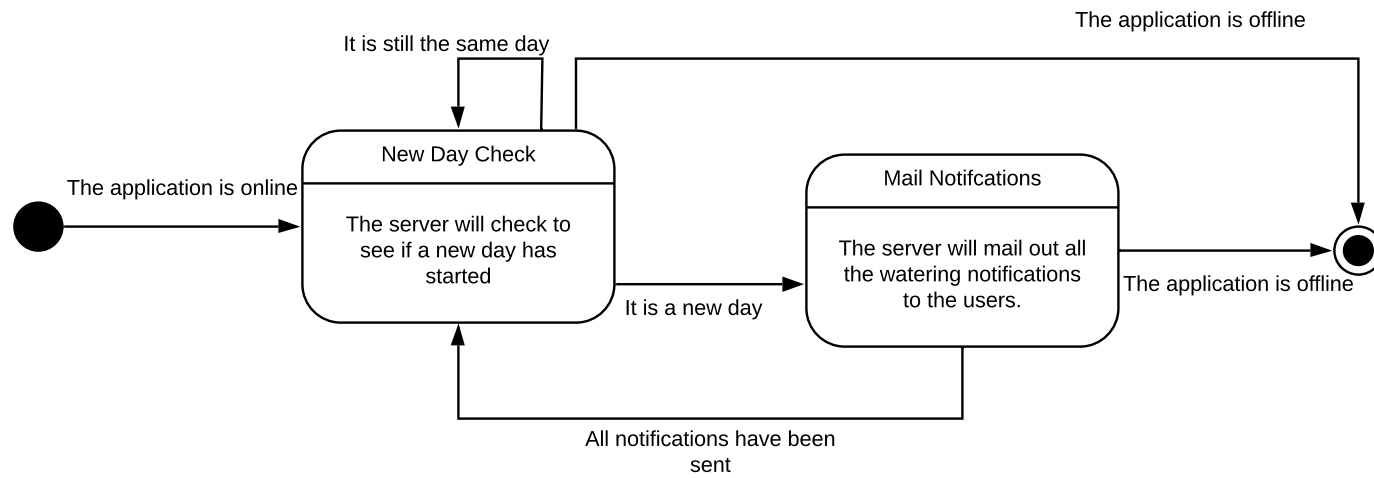 The application is offline
It is still the same day
New Day Check
Mail Notifcations
The application is online
The server will check to
see if a new day has
started
The server will mail out all
the watering notifications
to the users.
The application is offline
It is a new day
All notifications have been
sent